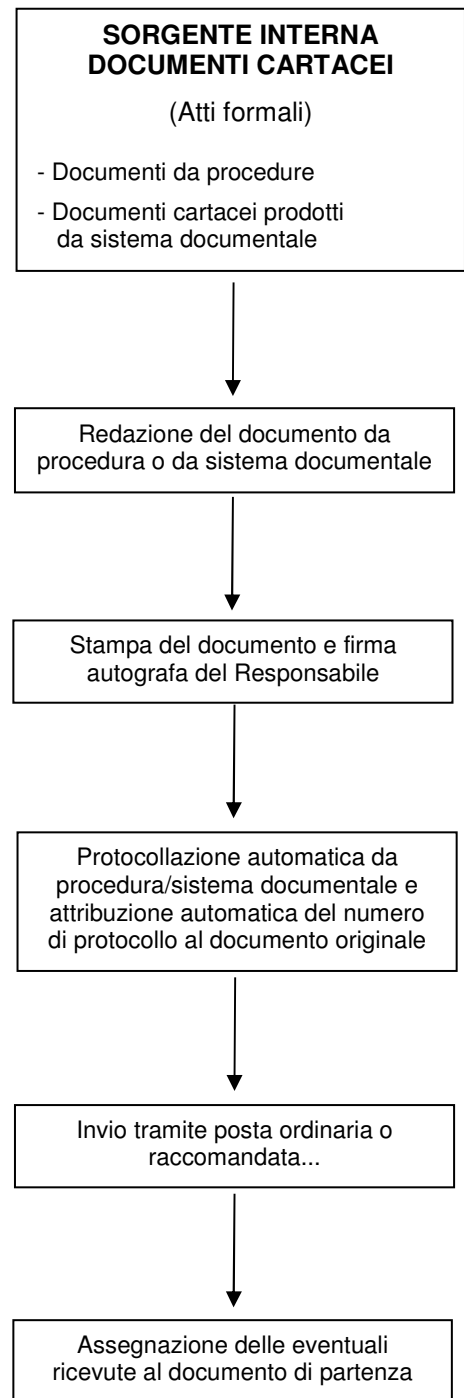 SORGENTE INTERNA
DOCUMENTI CARTACEI
(Atti formali)
- Documenti da procedure
- Documenti cartacei prodotti
da sistema documentale
Redazione del documento da
procedura o da sistema documentale
Stampa del documento e firma
autografa del Responsabile
Protocollazione automatica da
procedura/sistema documentale e
attribuzione automatica del numero
di protocollo al documento originale
Invio tramite posta ordinaria o
raccomandata...
Assegnazione delle eventuali
ricevute al documento di partenza